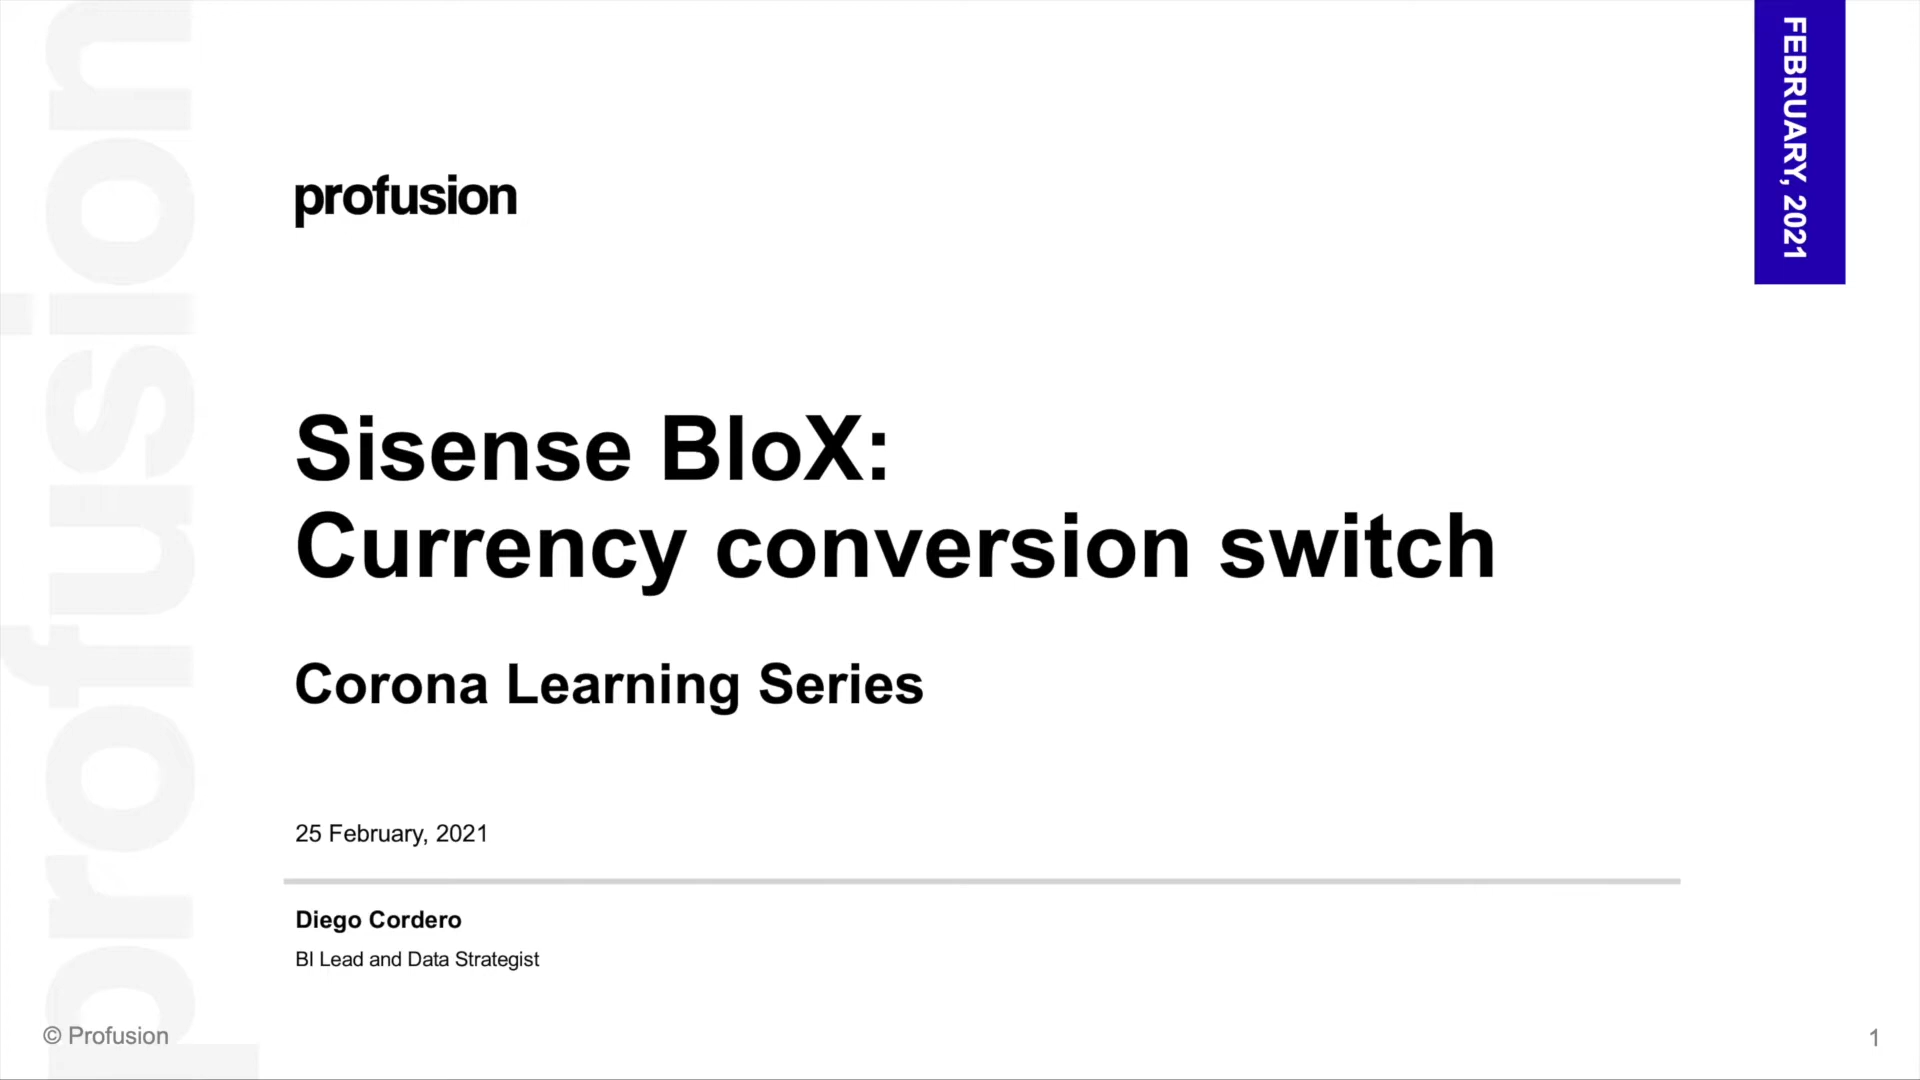 profusion
FEBRUARY, 2021
profusion
Sisense BloX:
Currency conversion switch
Corona Learning Series
25 February, 2021
Diego Cordero
BI Lead and Data Strategist
© Profusion
1